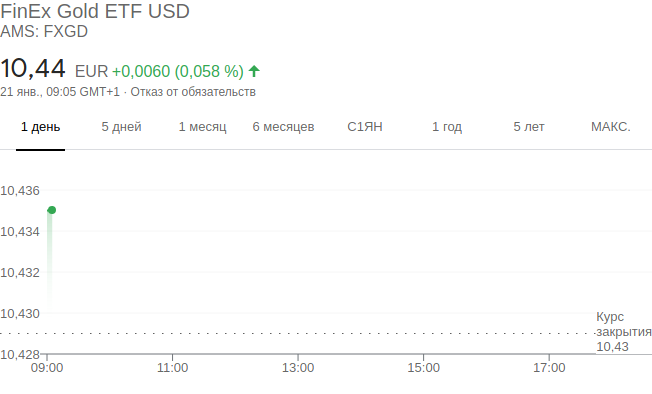 FinEx Gold ETF USD
AMS: FXGD
10,44 EUR +0,0060 (0,058 %)
21 янв., 09:05 GMT+1 · Отказ от обязательств
1 день 5 дней 1 месяц 6 месяцев С1ЯН 1 год 5 лет МАКС.
10,436
10,434
10,432
10,430
Курс
закрытия
10,43
10,428
09:00 11:00 13:00 15:00 17:00